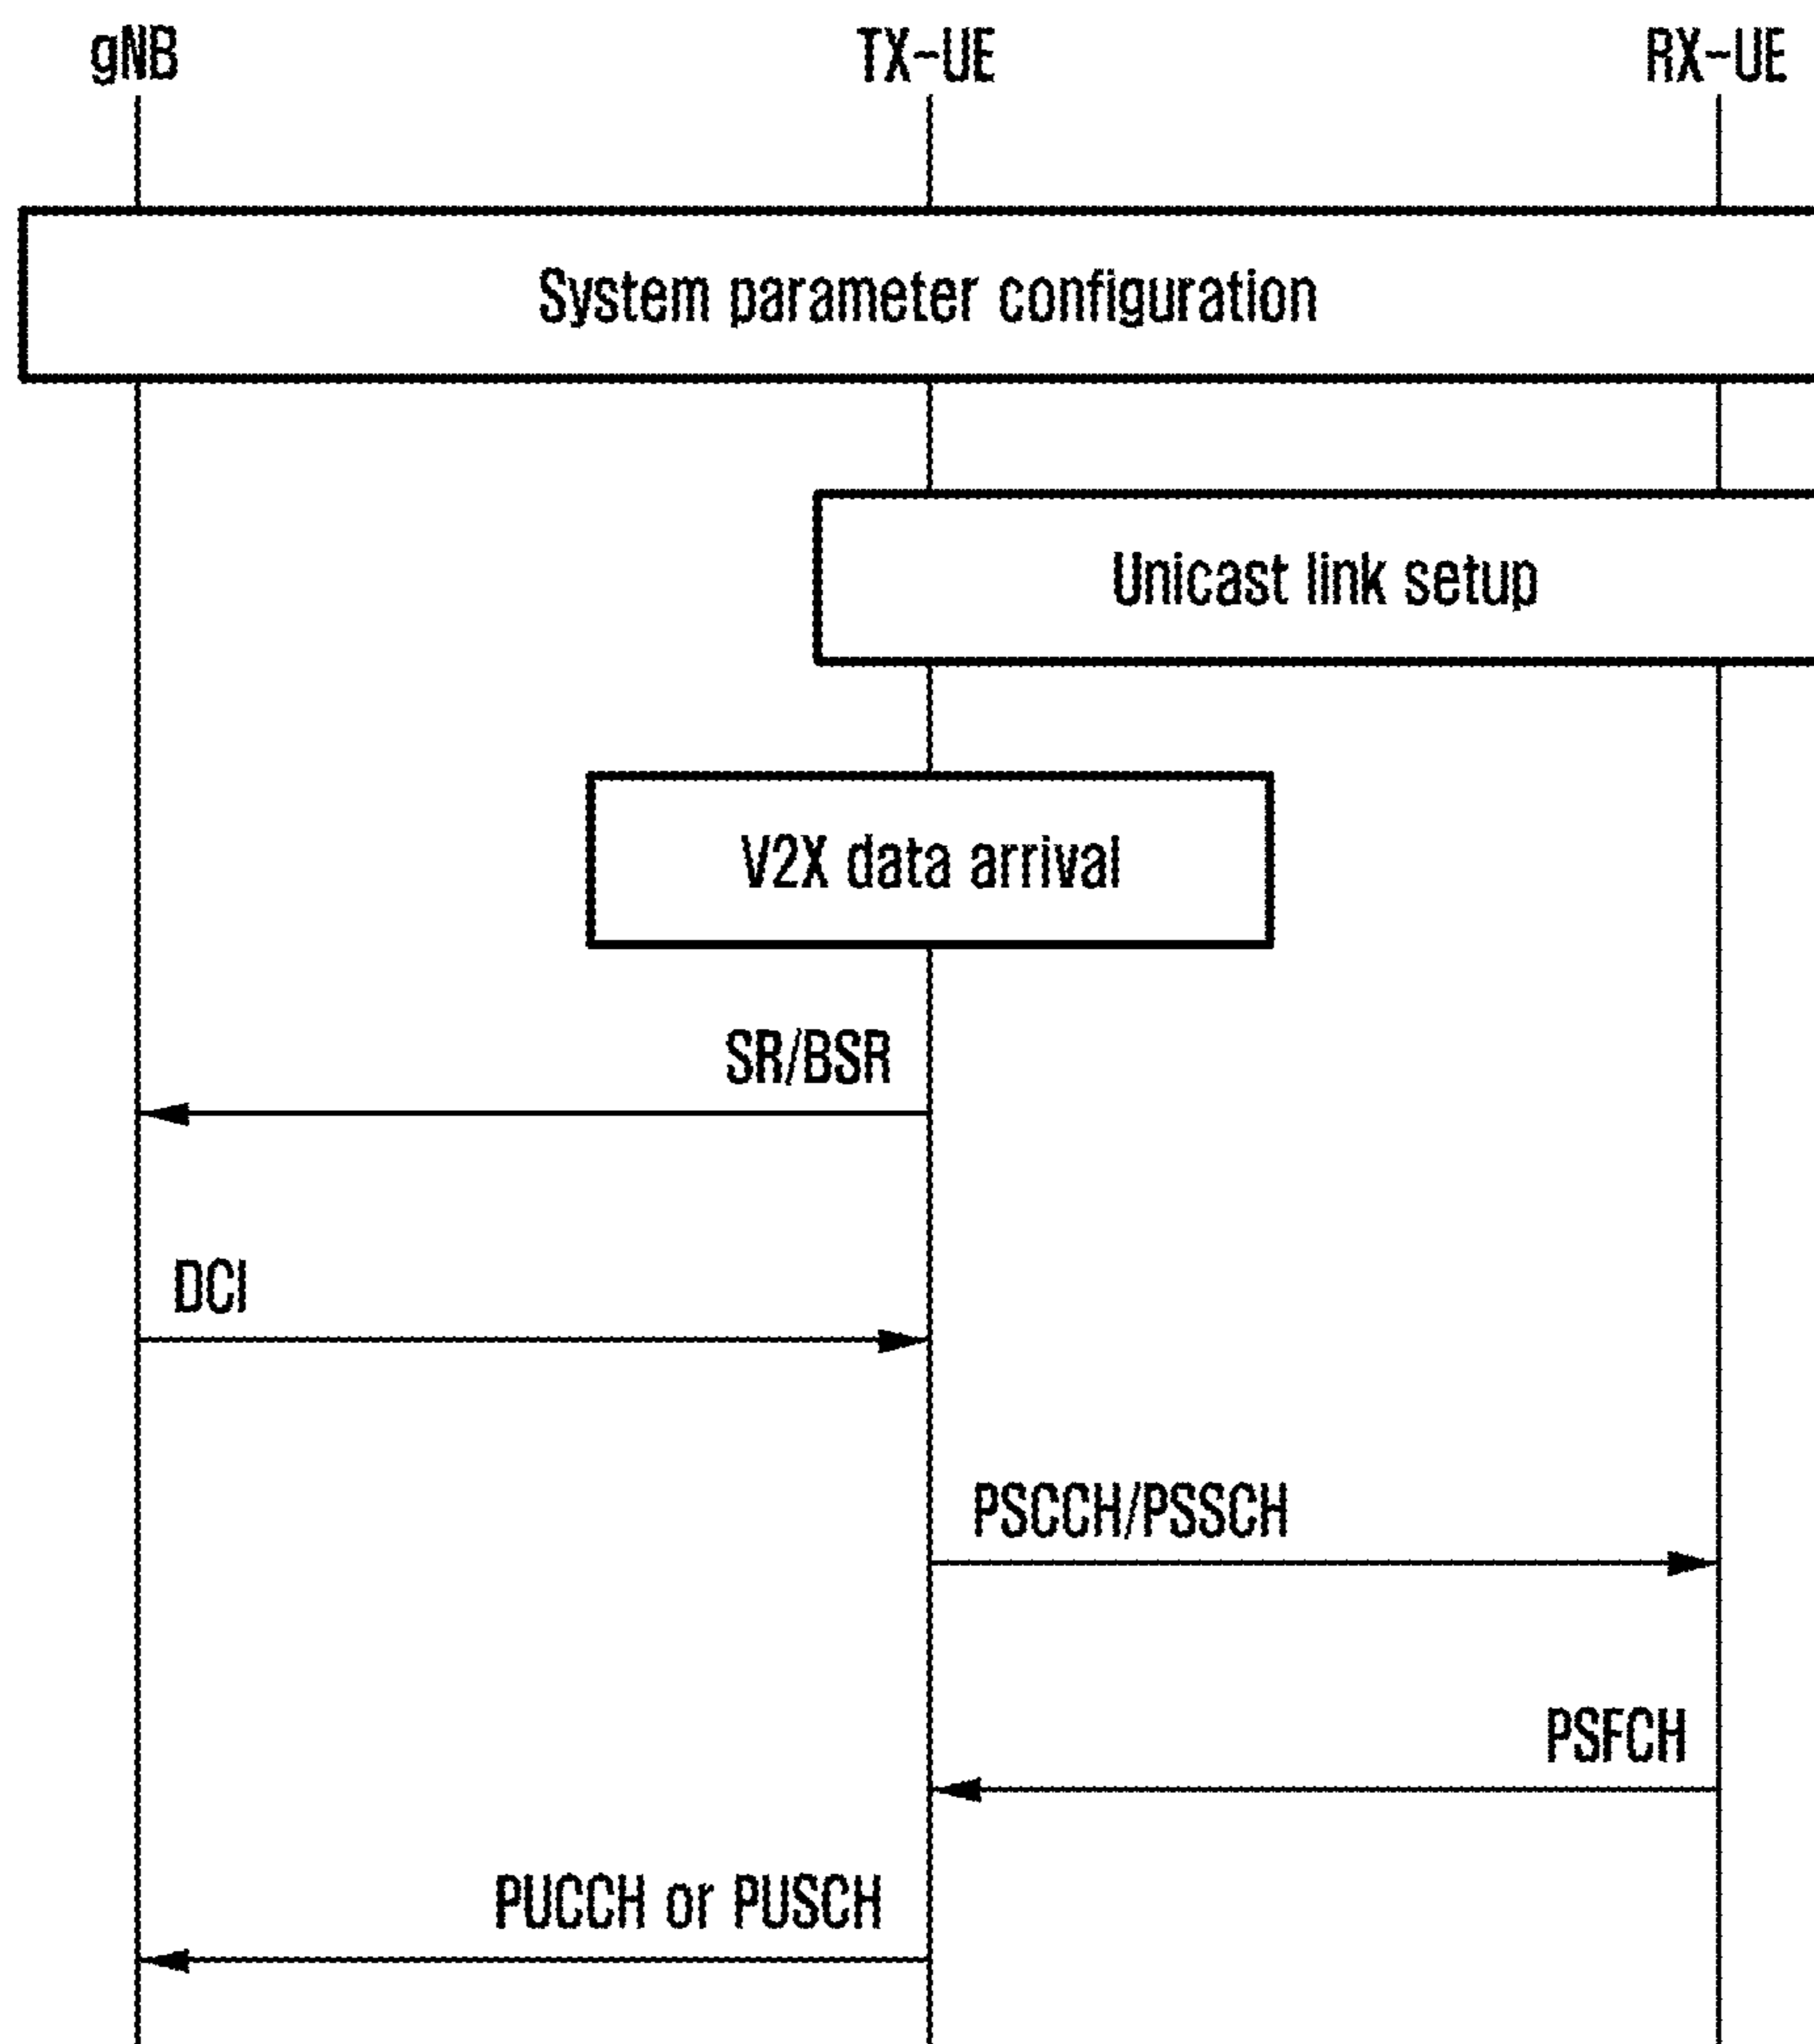 gNB TX-UE RX-UE
System parameter configuration
Unicast link setup
V2X data arrival
SR/BSR
DCI
PSCCH/PSSCH
PSFCH
PUCCH or PUSCH